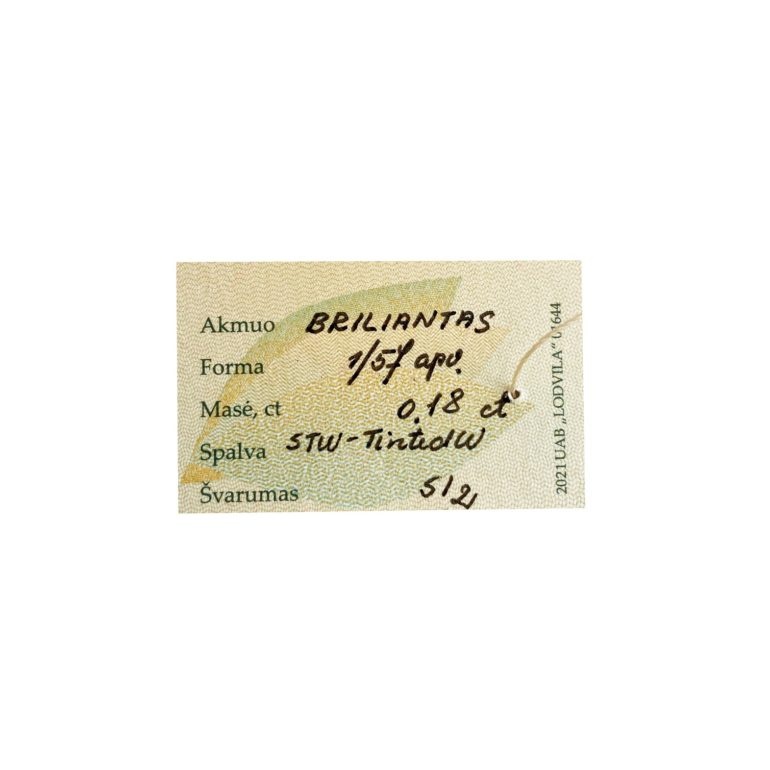 Akmuo BRILIANTAS
Forma 1/57 apv.
Masė, ct 0,18 ct
Spalva STW-TintedW
Švarumas SI2
2021 UAB „LODVILA“ 01644